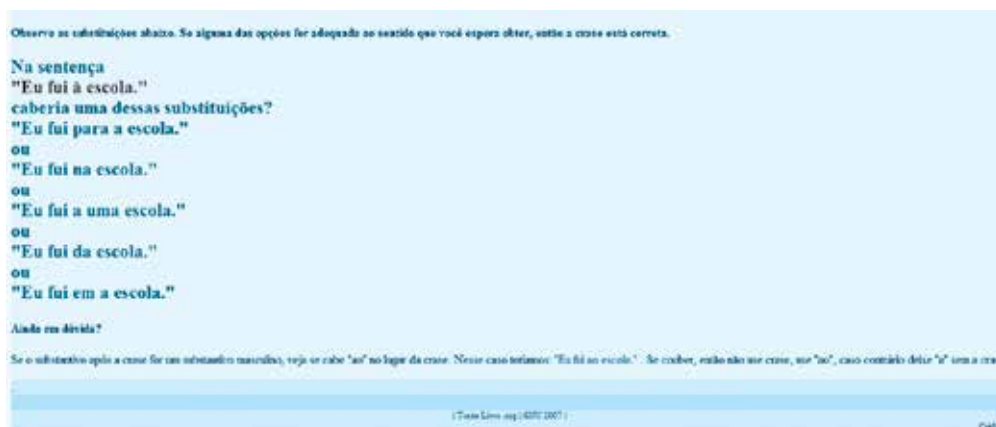 Observe as substituições abaixo. Se alguma das opções for adequada ao sentido que você espera obter, então a crase está correta.
Na sentença
"Eu fui à escola."
caberia uma dessas substituições?
"Eu fui para a escola."
ou
"Eu fui na escola."
ou
"Eu fui a uma escola."
ou
"Eu fui da escola."
ou
"Eu fui em a escola."
Ainda em dúvida?
Se o substantivo após a crase for um substantivo masculino, veja se cabe "ao" no lugar da crase. Nesse caso teríamos: "Eu fui ao escola." . Se couber, então não use crase, use "ao", caso contrário deixe "a" sem a